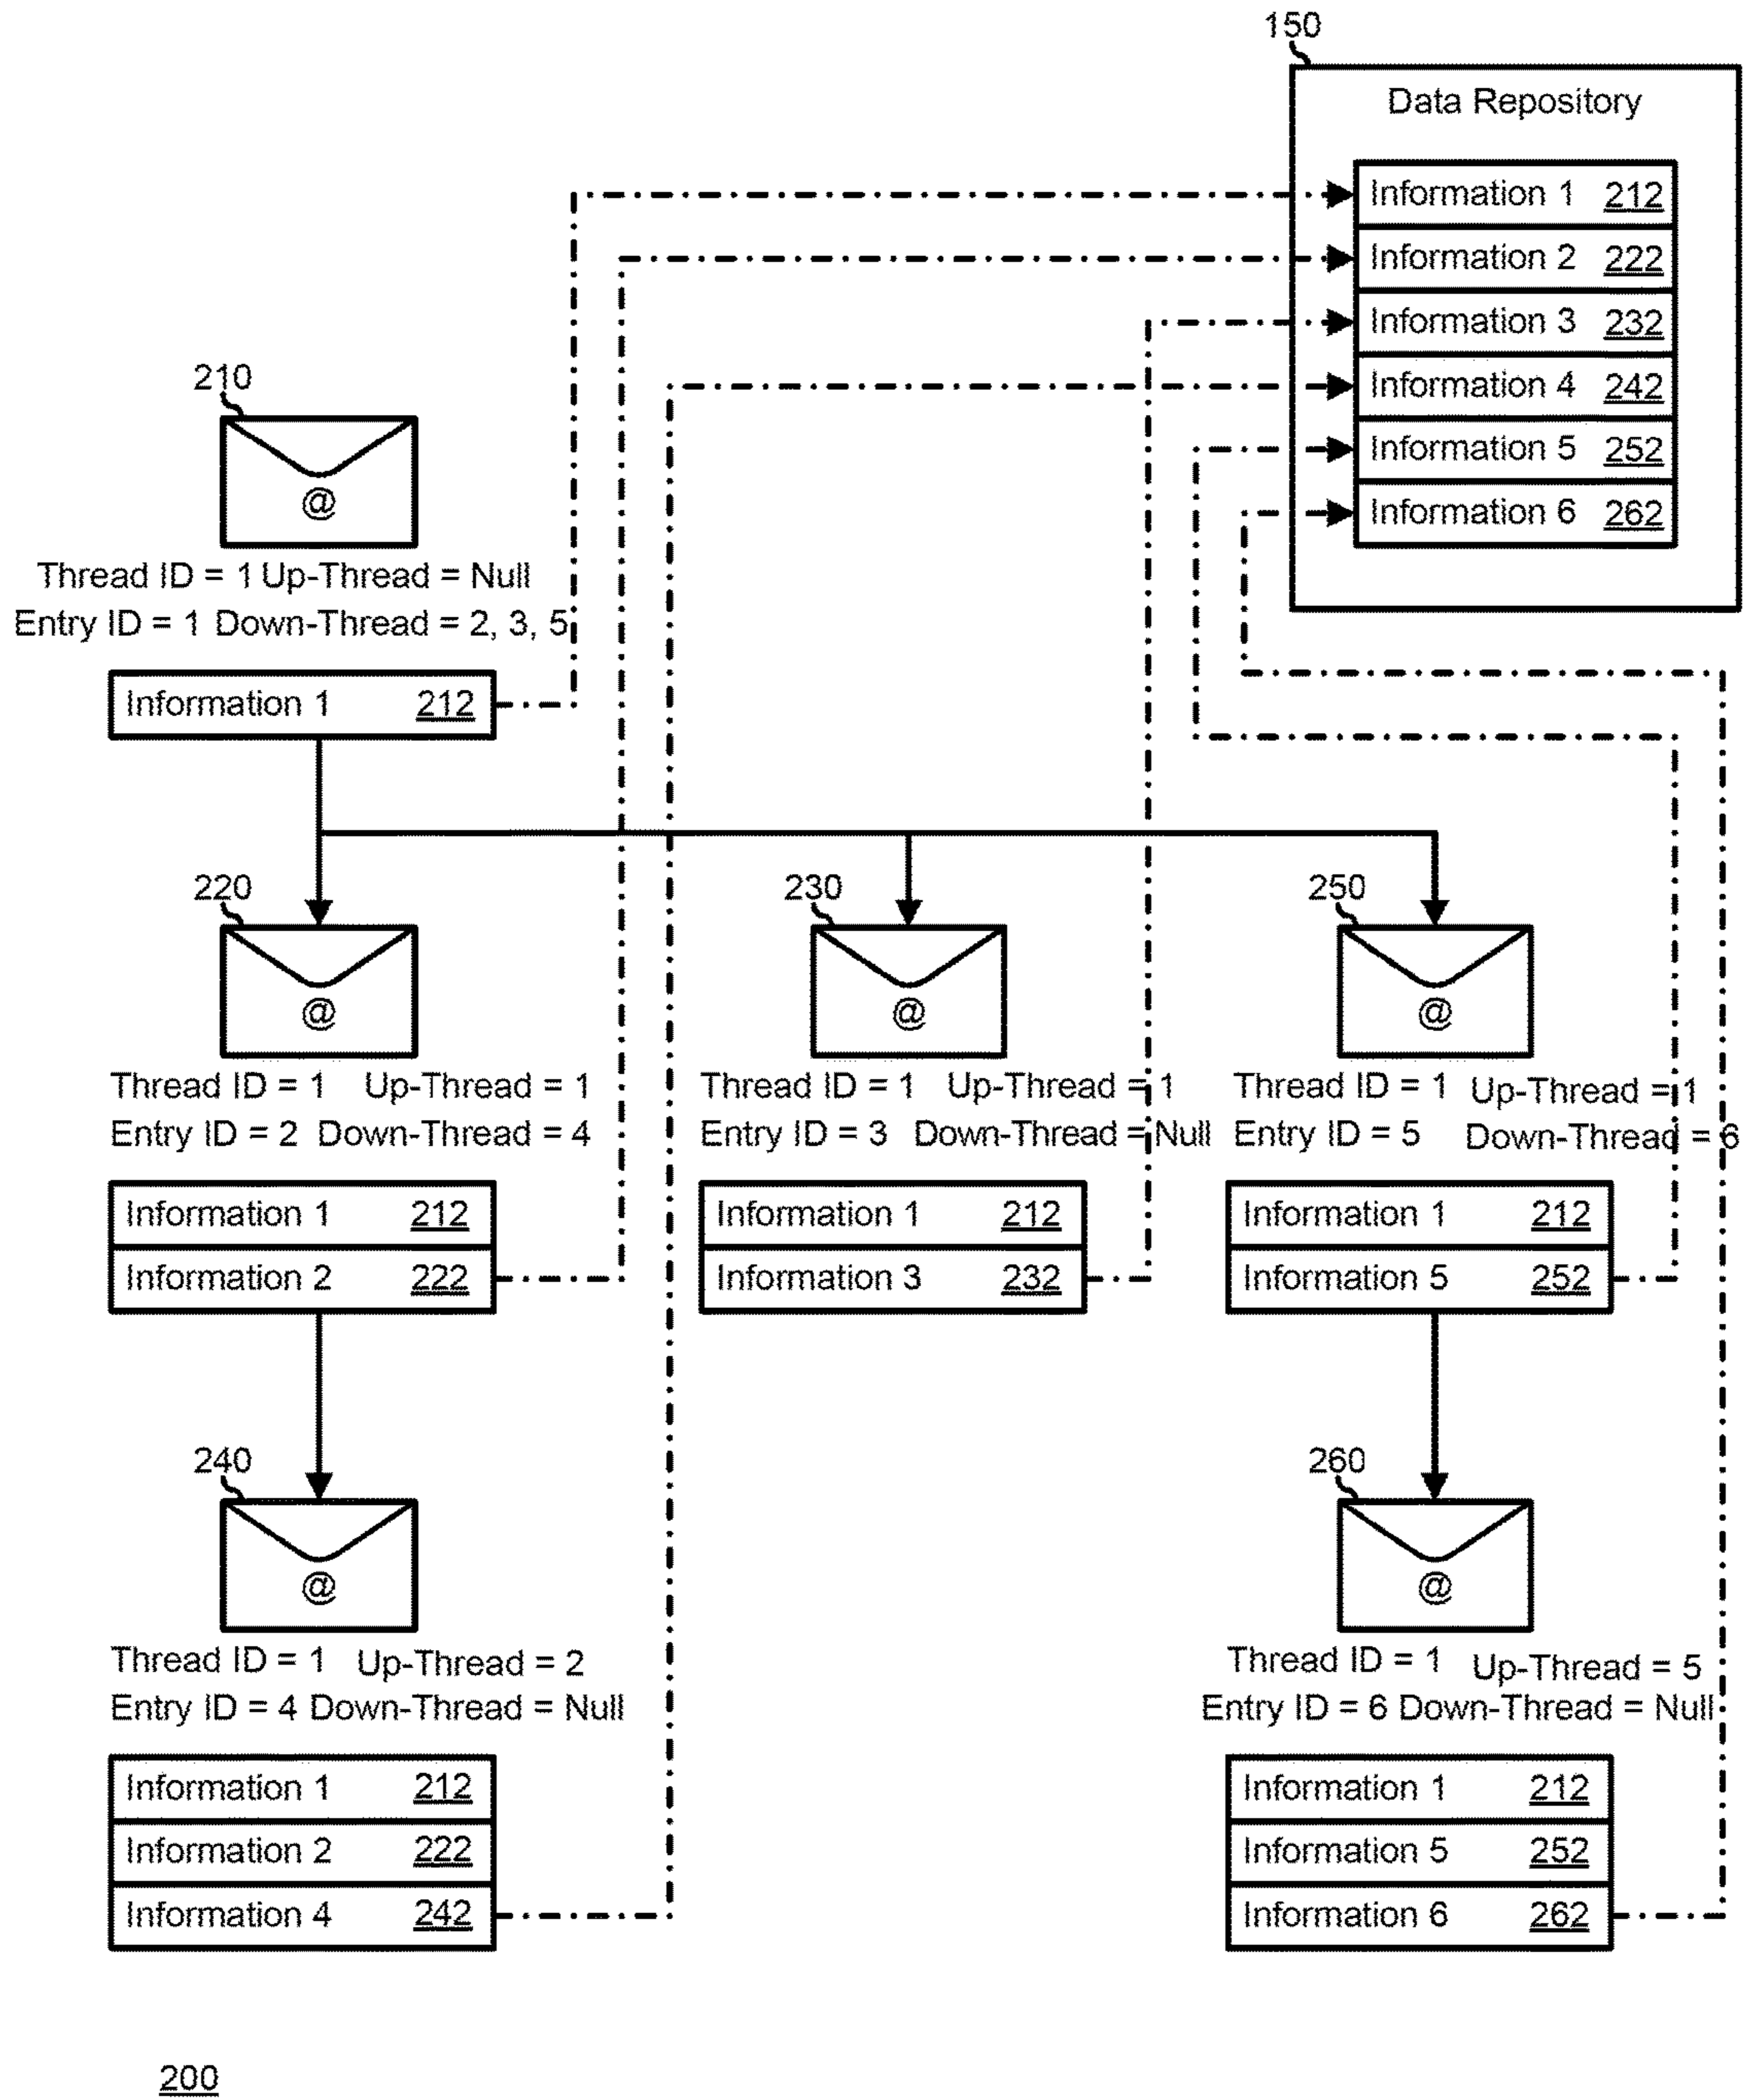 150
Data Repository
Information 1 212
Information 2 222
Information 3 232
Information 4 242
Information 5 252
Information 6 262
210
@
Thread ID = 1 Up-Thread = Null
Entry ID = 1 Down-Thread = 2, 3, 5
Information 1 212
220
@
Thread ID = 1 Up-Thread = 1
Entry ID = 2 Down-Thread = 4
Information 1 212
Information 2 222
230
@
Thread ID = 1 Up-Thread = 1
Entry ID = 3 Down-Thread = Null
Information 1 212
Information 3 232
250
@
Thread ID = 1 Up-Thread = 1
Entry ID = 5 Down-Thread = 6
Information 1 212
Information 5 252
240
@
Thread ID = 1 Up-Thread = 2
Entry ID = 4 Down-Thread = Null
Information 1 212
Information 2 222
Information 4 242
260
@
Thread ID = 1 Up-Thread = 5
Entry ID = 6 Down-Thread = Null
Information 1 212
Information 5 252
Information 6 262
200